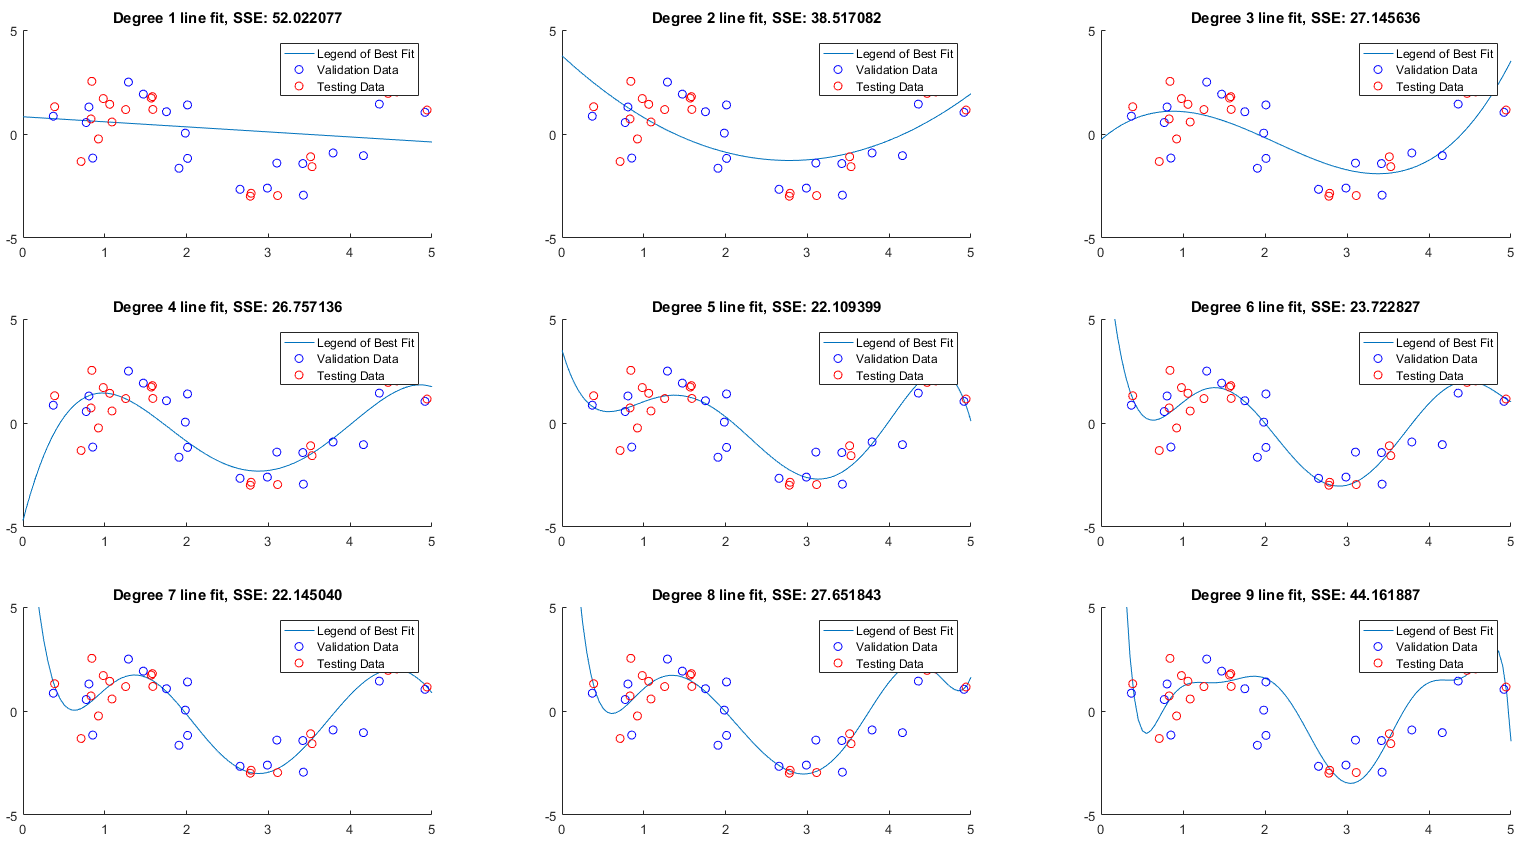 Degree 1 line fit, SSE: 52.022077
5
0
-5
0 1 2 3 4 5
Legend of Best Fit
Validation Data
Testing Data
Degree 2 line fit, SSE: 38.517082
5
0
-5
0 1 2 3 4 5
Legend of Best Fit
Validation Data
Testing Data
Degree 3 line fit, SSE: 27.145636
5
0
-5
0 1 2 3 4 5
Legend of Best Fit
Validation Data
Testing Data
Degree 4 line fit, SSE: 26.757136
5
0
-5
0 1 2 3 4 5
Legend of Best Fit
Validation Data
Testing Data
Degree 5 line fit, SSE: 22.109399
5
0
-5
0 1 2 3 4 5
Legend of Best Fit
Validation Data
Testing Data
Degree 6 line fit, SSE: 23.722827
5
0
-5
0 1 2 3 4 5
Legend of Best Fit
Validation Data
Testing Data
Degree 7 line fit, SSE: 22.145040
5
0
-5
0 1 2 3 4 5
Legend of Best Fit
Validation Data
Testing Data
Degree 8 line fit, SSE: 27.651843
5
0
-5
0 1 2 3 4 5
Legend of Best Fit
Validation Data
Testing Data
Degree 9 line fit, SSE: 44.161887
5
0
-5
0 1 2 3 4 5
Legend of Best Fit
Validation Data
Testing Data